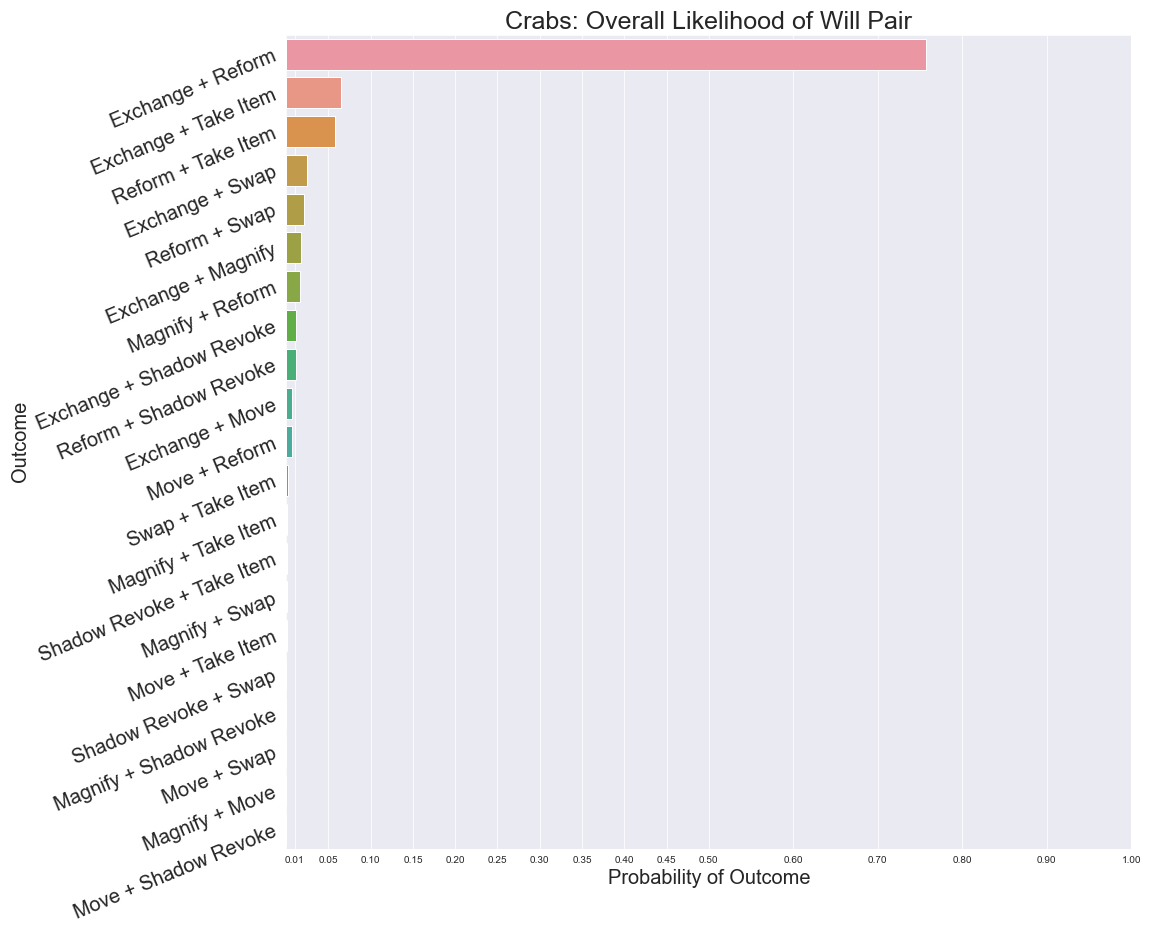 Crabs: Overall Likelihood of Will Pair
Exchange + Reform
Exchange + Take Item
Reform + Take Item
Exchange + Swap
Reform + Swap
Exchange + Magnify
Magnify + Reform
Exchange + Shadow Revoke
Reform + Shadow Revoke
Exchange + Move
Move + Reform
Swap + Take Item
Magnify + Take Item
Shadow Revoke + Take Item
Magnify + Swap
Move + Take Item
Shadow Revoke + Swap
Magnify + Shadow Revoke
Move + Swap
Magnify + Move
Move + Shadow Revoke
Outcome
0.01 0.05 0.10 0.15 0.20 0.25 0.30 0.35 0.40 0.45 0.50 0.60 0.70 0.80 0.90 1.00
Probability of Outcome